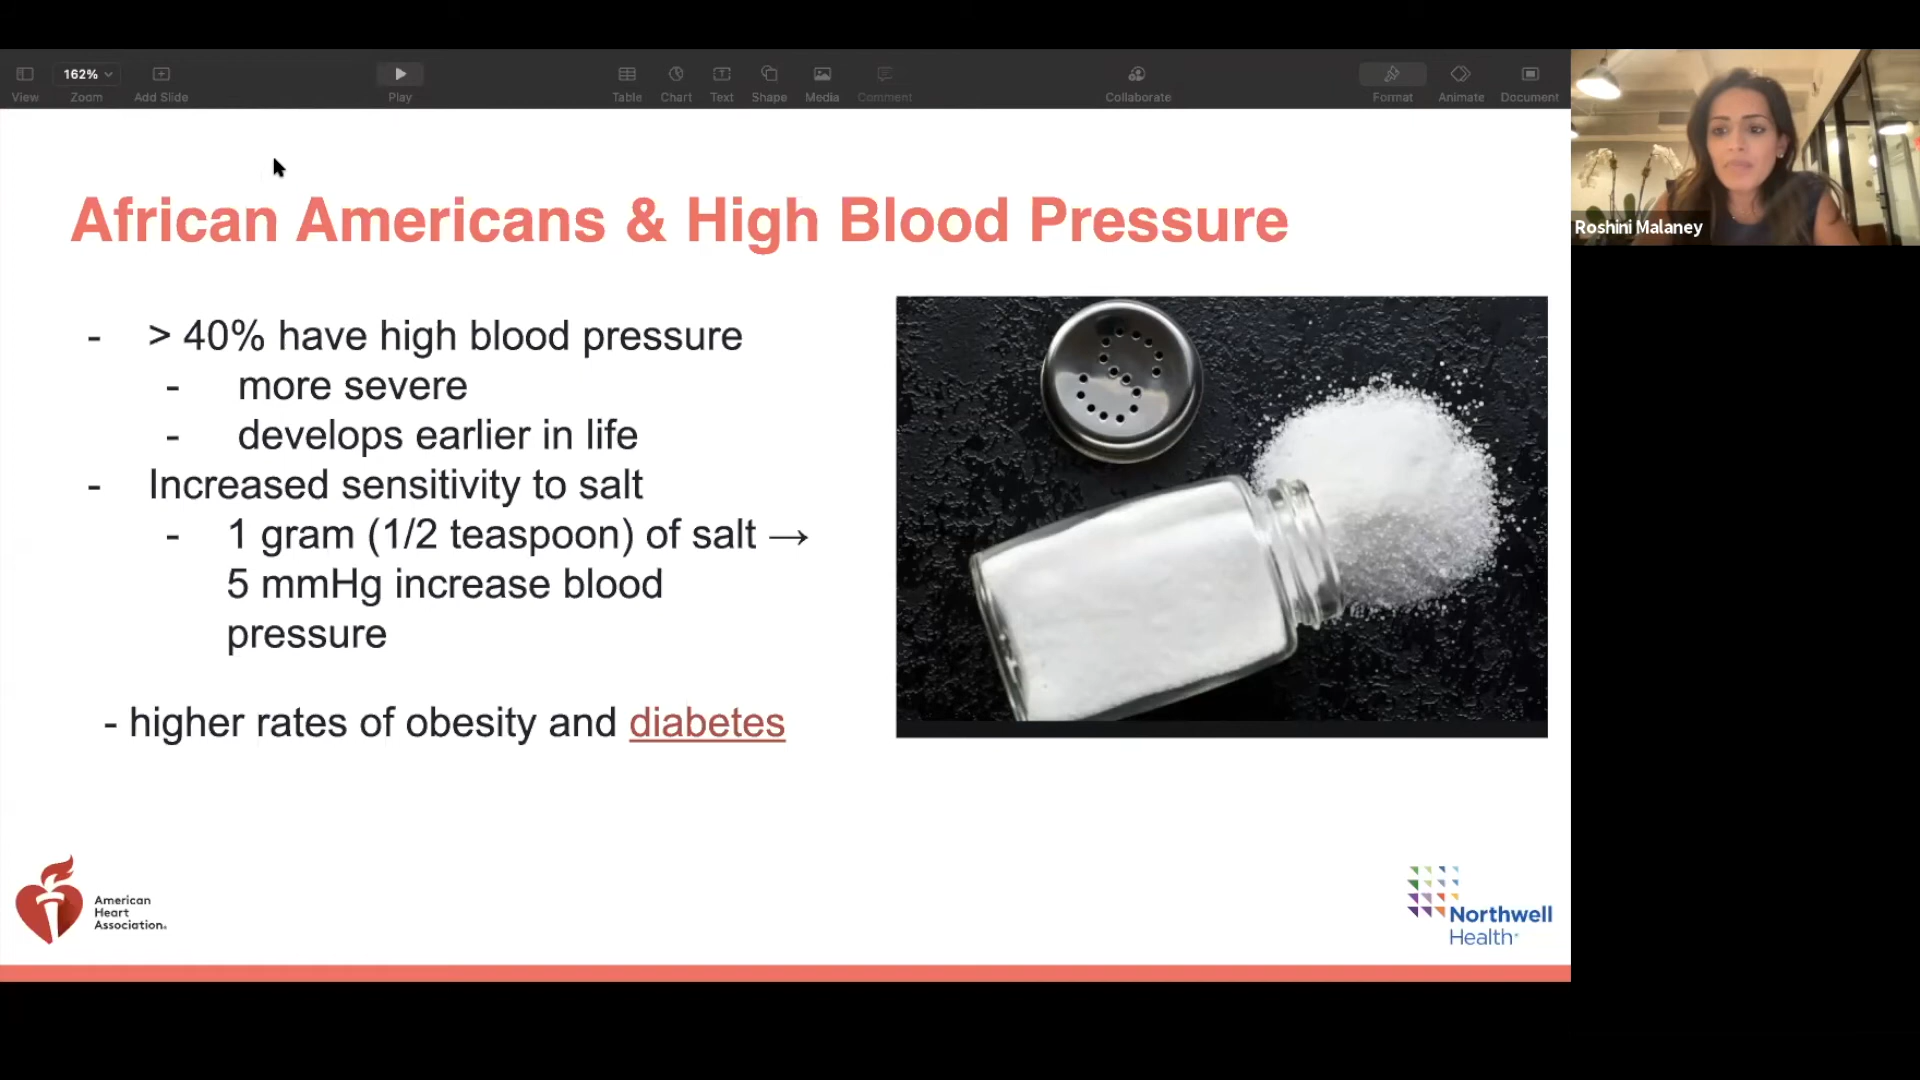 162%
View
Zoom
Add Slide
Play
Table
Chart
Text
Shape
Media
Comment
Collaborate
Format
Animate
Document
Roshini Malaney
African Americans & High Blood Pressure
- > 40% have high blood pressure
- more severe
- develops earlier in life
- Increased sensitivity to salt
- 1 gram (1/2 teaspoon) of salt →
5 mmHg increase blood
pressure
- higher rates of obesity and diabetes
American
Heart
Association®
Northwell
Health℠